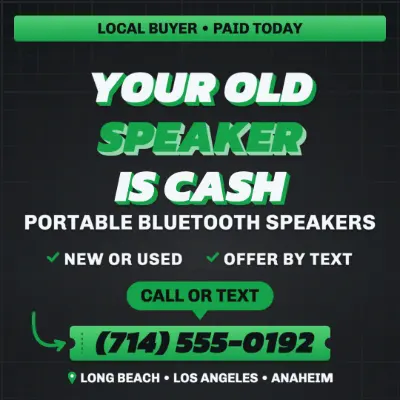 LOCAL BUYER • PAID TODAY
YOUR OLD
SPEAKER
IS CASH
PORTABLE BLUETOOTH SPEAKERS
NEW OR USED OFFER BY TEXT
CALL OR TEXT
(714) 555-0192
LONG BEACH • LOS ANGELES • ANAHEIM